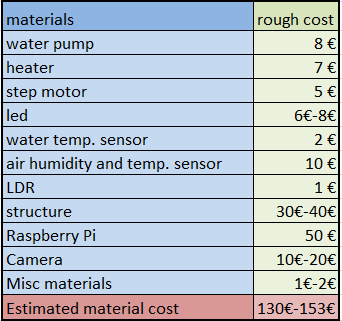 materials rough cost
water pump 8 €
heater 7 €
step motor 5 €
led 6€-8€
water temp. sensor 2 €
air humidity and temp. sensor 10 €
LDR 1 €
structure 30€-40€
Raspberry Pi 50 €
Camera 10€-20€
Misc materials 1€-2€
Estimated material cost 130€-153€